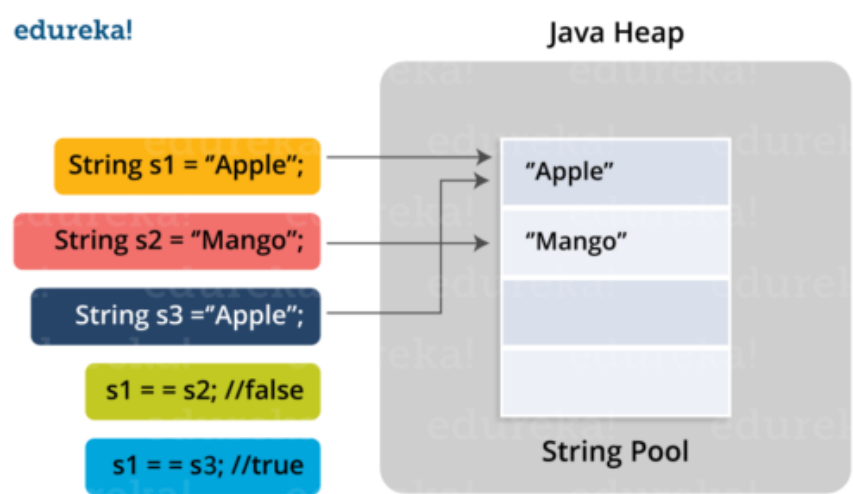 edureka!
Java Heap
String s1 = “Apple”;
String s2 = “Mango”;
String s3 =“Apple”;
s1 = = s2; //false
s1 = = s3; //true
“Apple”
“Mango”
String Pool